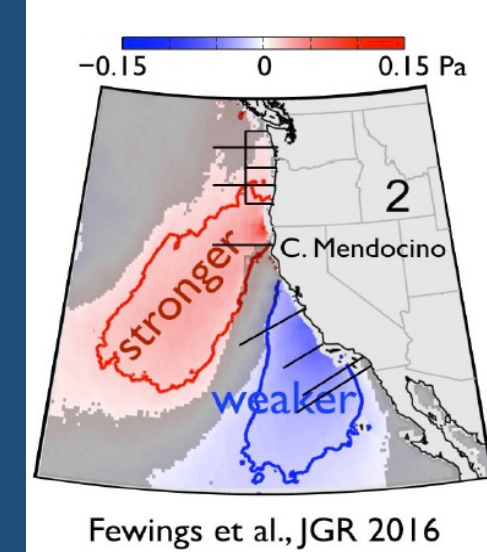 −0.15 0 0.15 Pa
2
C. Mendocino
stronger
weaker
Fewings et al., JGR 2016